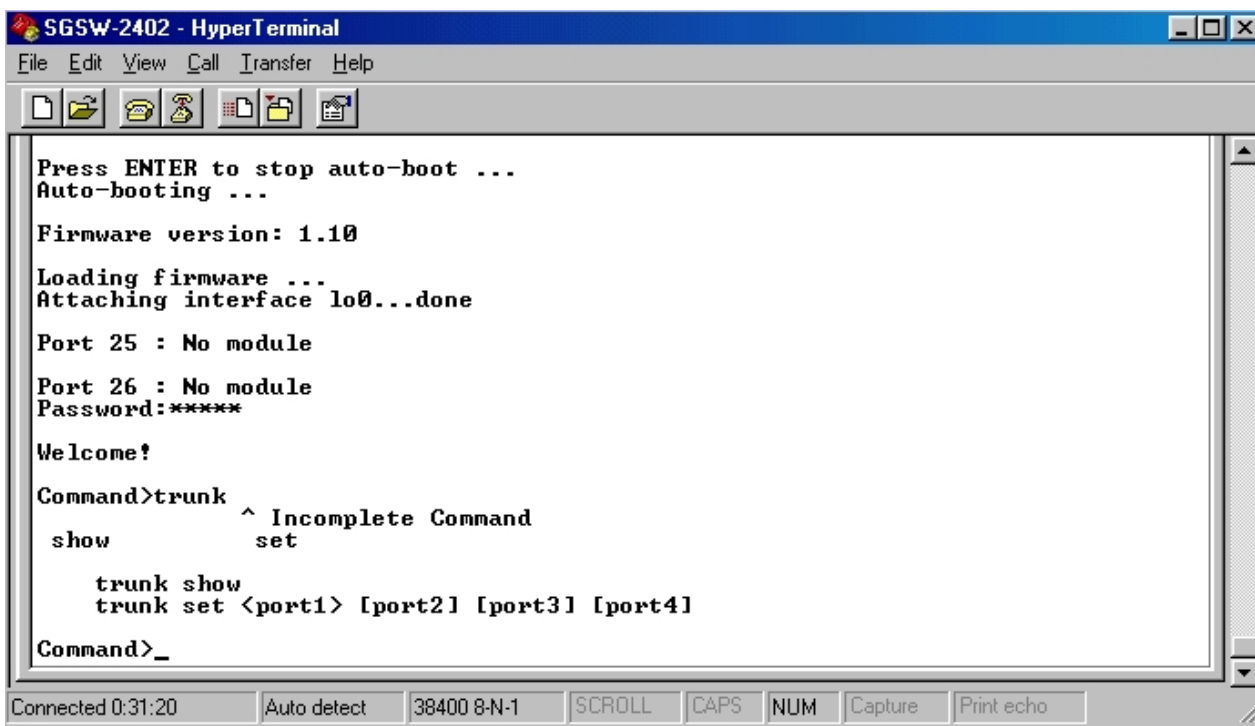 SGSW-2402 - HyperTerminal
File Edit View Call Transfer Help
Press ENTER to stop auto-boot ...
Auto-booting ...
Firmware version: 1.10
Loading firmware ...
Attaching interface lo0...done
Port 25 : No module
Port 26 : No module
Password:*****
Welcome!
Command>trunk
^ Incomplete Command
show set
trunk show
trunk set <port1> [port2] [port3] [port4]
Command>_
Connected 0:31:20 Auto detect 38400 8-N-1 SCROLL CAPS NUM Capture Print echo